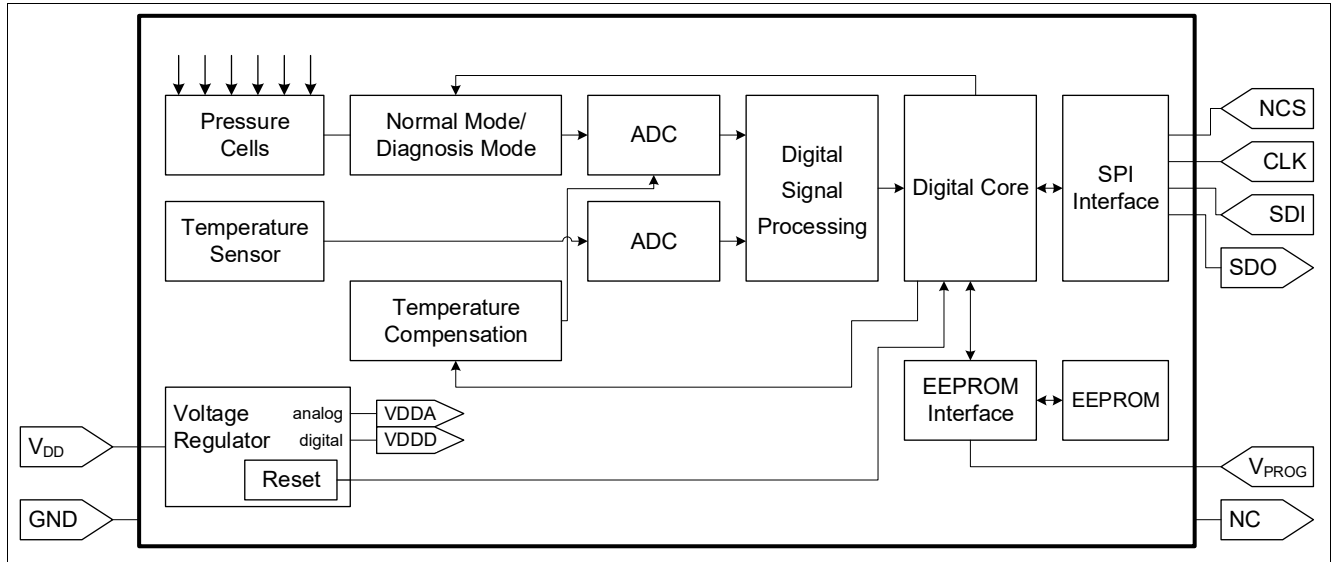 Pressure
Cells
Normal Mode/
Diagnosis Mode
ADC
Digital
Signal
Processing
Digital Core
SPI
Interface
NCS
CLK
SDI
SDO
Temperature
Sensor
ADC
Temperature
Compensation
Voltage
Regulator
analog
digital
Reset
VDDA
VDDD
EEPROM
Interface
EEPROM
VDD
GND
VPROG
NC